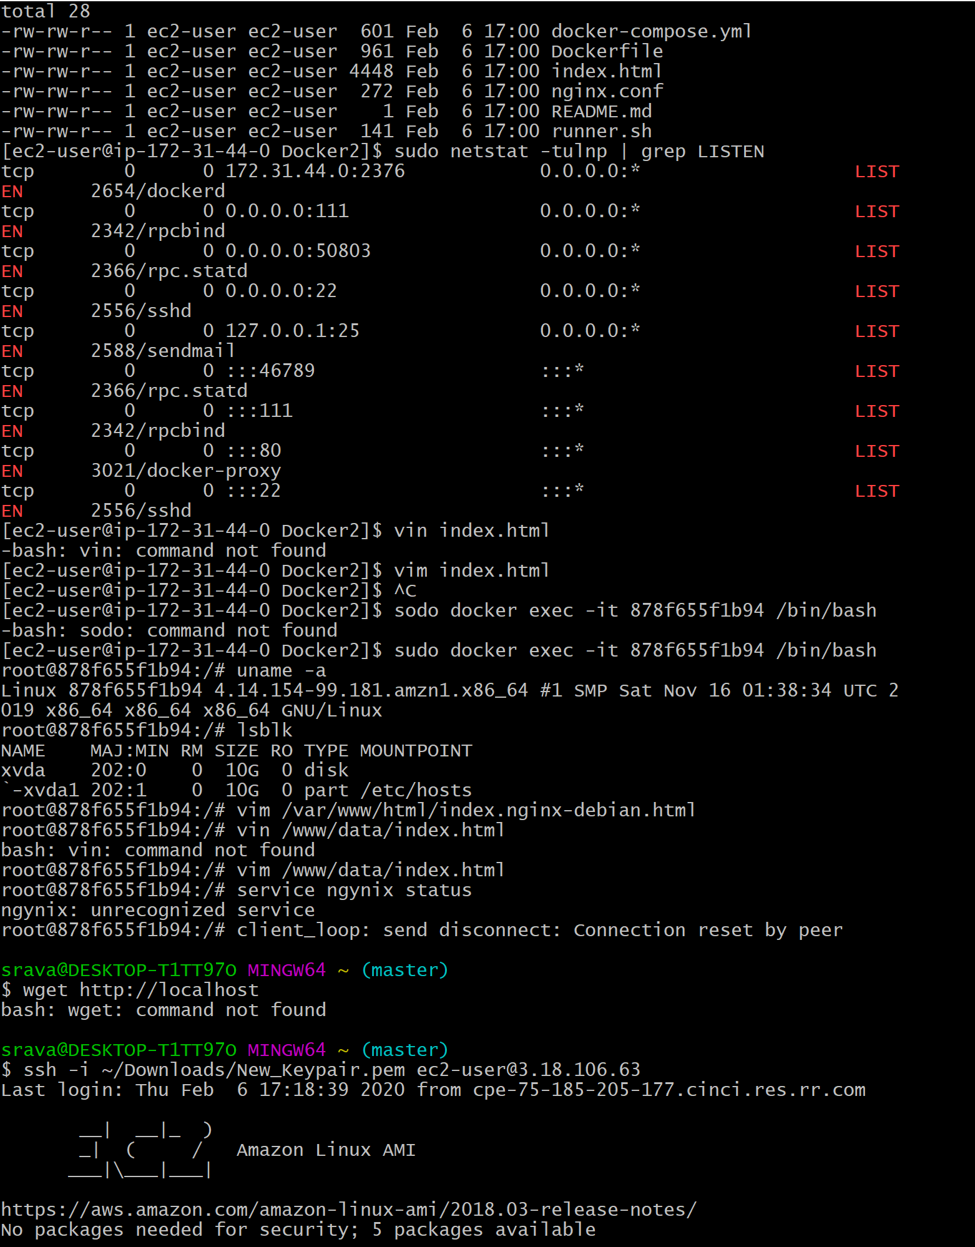 total 28
-rw-rw-r-- 1 ec2-user ec2-user  601 Feb  6 17:00 docker-compose.yml
-rw-rw-r-- 1 ec2-user ec2-user  961 Feb  6 17:00 Dockerfile
-rw-rw-r-- 1 ec2-user ec2-user 4448 Feb  6 17:00 index.html
-rw-rw-r-- 1 ec2-user ec2-user  272 Feb  6 17:00 nginx.conf
-rw-rw-r-- 1 ec2-user ec2-user    1 Feb  6 17:00 README.md
-rw-rw-r-- 1 ec2-user ec2-user  141 Feb  6 17:00 runner.sh
[ec2-user@ip-172-31-44-0 Docker2]$ sudo netstat -tulnp | grep LISTEN
tcp        0      0 172.31.44.0:2376            0.0.0.0:*                   LIST
EN      2654/dockerd
tcp        0      0 0.0.0.0:111                 0.0.0.0:*                   LIST
EN      2342/rpcbind
tcp        0      0 0.0.0.0:50803               0.0.0.0:*                   LIST
EN      2366/rpc.statd
tcp        0      0 0.0.0.0:22                  0.0.0.0:*                   LIST
EN      2556/sshd
tcp        0      0 127.0.0.1:25                0.0.0.0:*                   LIST
EN      2588/sendmail
tcp        0      0 :::46789                    :::*                        LIST
EN      2366/rpc.statd
tcp        0      0 :::111                      :::*                        LIST
EN      2342/rpcbind
tcp        0      0 :::80                       :::*                        LIST
EN      3021/docker-proxy
tcp        0      0 :::22                       :::*                        LIST
EN      2556/sshd
[ec2-user@ip-172-31-44-0 Docker2]$ vin index.html
-bash: vin: command not found
[ec2-user@ip-172-31-44-0 Docker2]$ vim index.html
[ec2-user@ip-172-31-44-0 Docker2]$ ^C
[ec2-user@ip-172-31-44-0 Docker2]$ sodo docker exec -it 878f655f1b94 /bin/bash
-bash: sodo: command not found
[ec2-user@ip-172-31-44-0 Docker2]$ sudo docker exec -it 878f655f1b94 /bin/bash
root@878f655f1b94:/# uname -a
Linux 878f655f1b94 4.14.154-99.181.amzn1.x86_64 #1 SMP Sat Nov 16 01:38:34 UTC 2
019 x86_64 x86_64 x86_64 GNU/Linux
root@878f655f1b94:/# lsblk
NAME    MAJ:MIN RM SIZE RO TYPE MOUNTPOINT
xvda    202:0    0  10G  0 disk
`-xvda1 202:1    0  10G  0 part /etc/hosts
root@878f655f1b94:/# vim /var/www/html/index.nginx-debian.html
root@878f655f1b94:/# vin /www/data/index.html
bash: vin: command not found
root@878f655f1b94:/# vim /www/data/index.html
root@878f655f1b94:/# service ngynix status
ngynix: unrecognized service
root@878f655f1b94:/# client_loop: send disconnect: Connection reset by peer
srava@DESKTOP-T1TT97O MINGW64 ~ (master)
$ wget http://localhost
bash: wget: command not found
srava@DESKTOP-T1TT97O MINGW64 ~ (master)
$ ssh -i ~/Downloads/New_Keypair.pem ec2-user@3.18.106.63
Last login: Thu Feb  6 17:18:39 2020 from cpe-75-185-205-177.cinci.res.rr.com
       __|  __|_  )
       _|  (     /   Amazon Linux AMI
      ___|\___|___|
https://aws.amazon.com/amazon-linux-ami/2018.03-release-notes/
No packages needed for security; 5 packages available